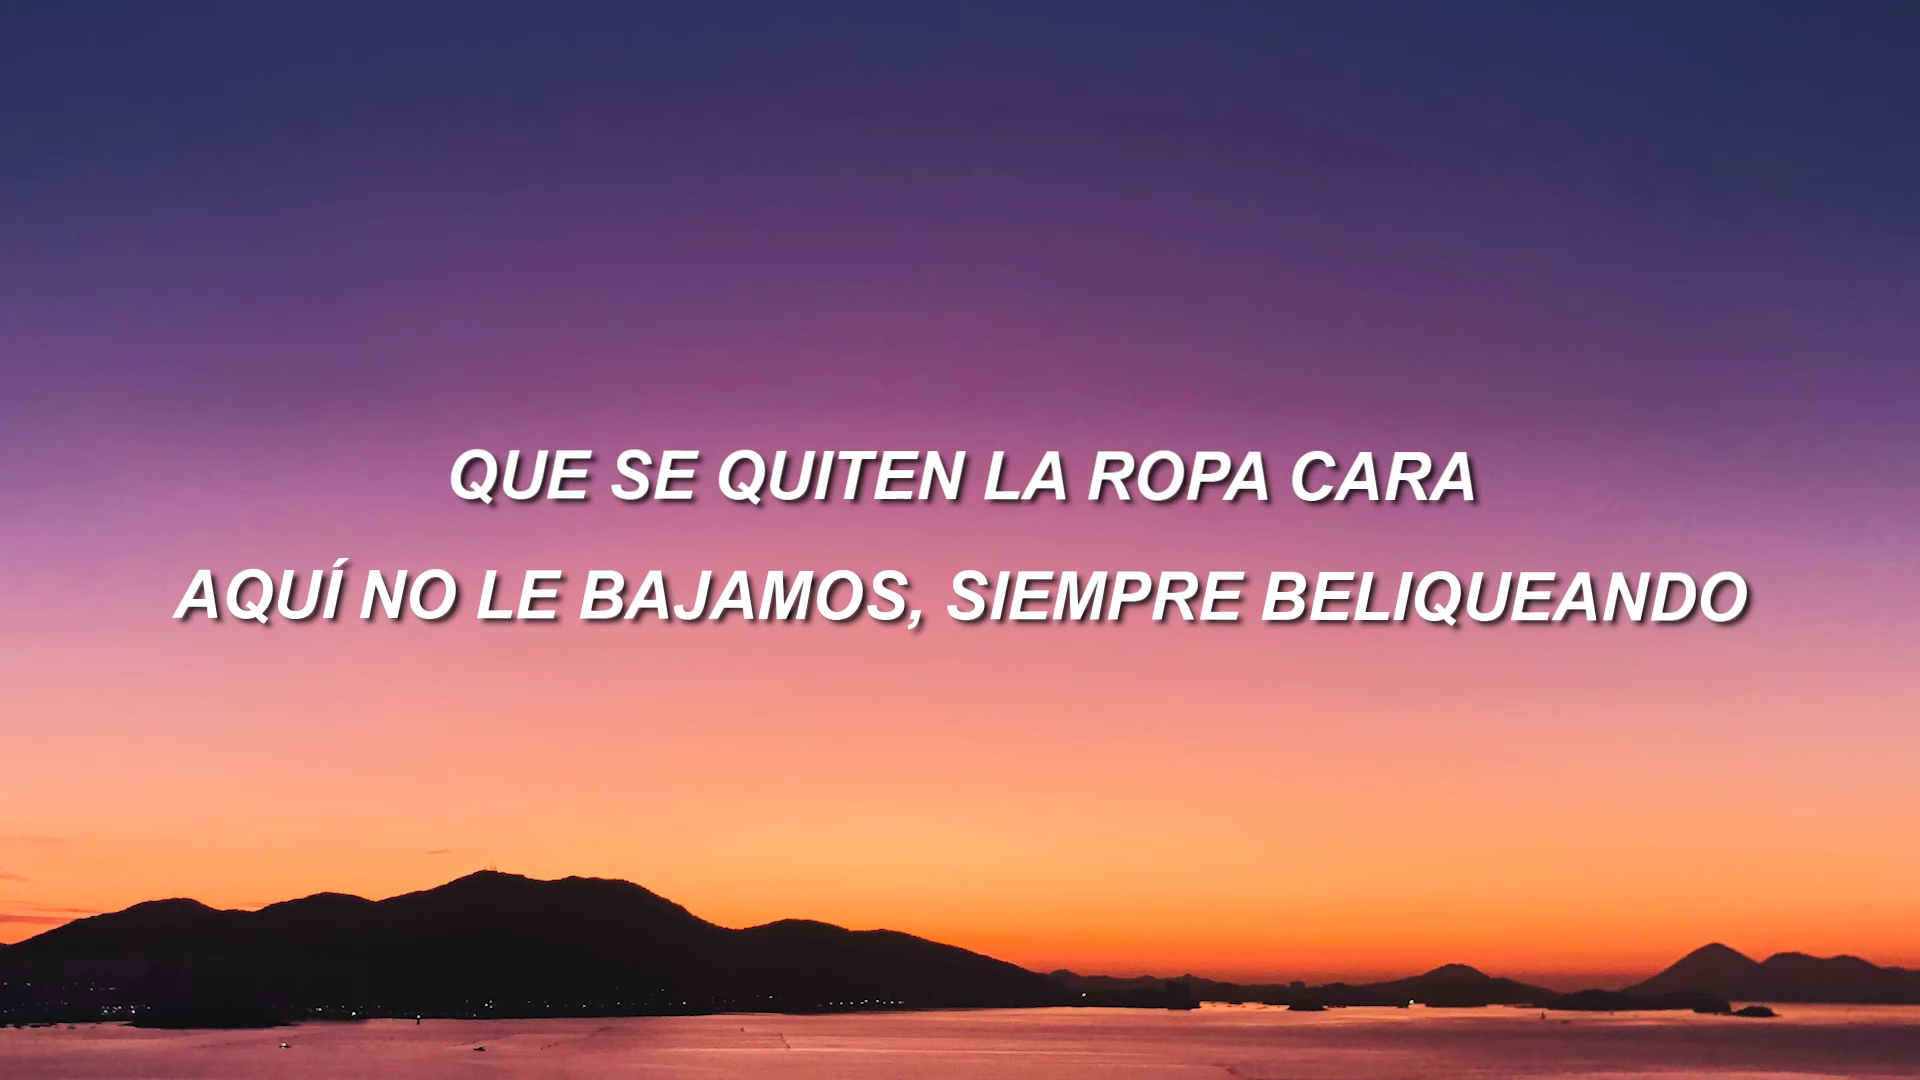 QUE SE QUITEN LA ROPA CARA
AQUÍ NO LE BAJAMOS, SIEMPRE BELIQUEANDO